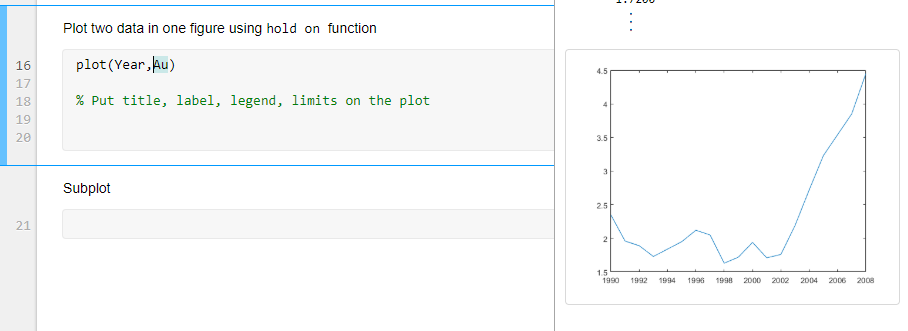 Plot two data in one figure using hold on function
16 plot(Year,Au)
17
18 % Put title, label, legend, limits on the plot
19
20
Subplot
21
4.5
4
3.5
3
2.5
2
1.5
1990 1992 1994 1996 1998 2000 2002 2004 2006 2008